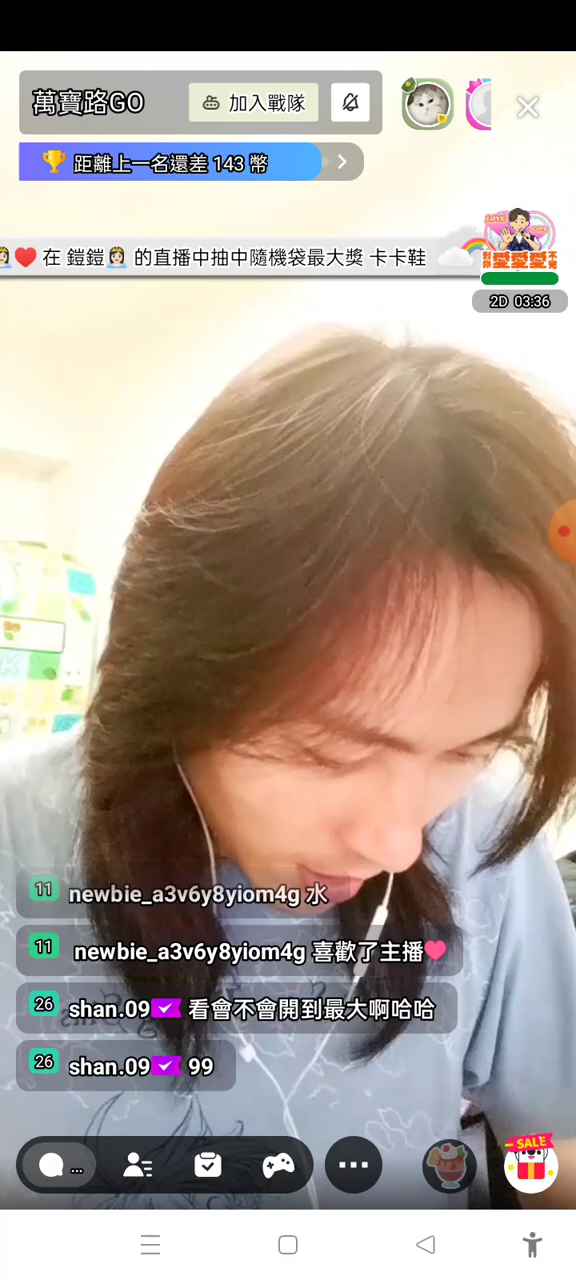 萬寶路GO
加入戰隊
距離上一名還差 143 幣
在 鎧鎧👸🏻 的直播中抽中隨機袋最大獎 卡卡鞋
愛愛愛
2D 03:36
11 newbie_a3v6y8yiom4g 水
11 newbie_a3v6y8yiom4g 喜歡了主播
26 shan.09 看會不會開到最大啊哈哈
26 shan.09 99
...
SALE